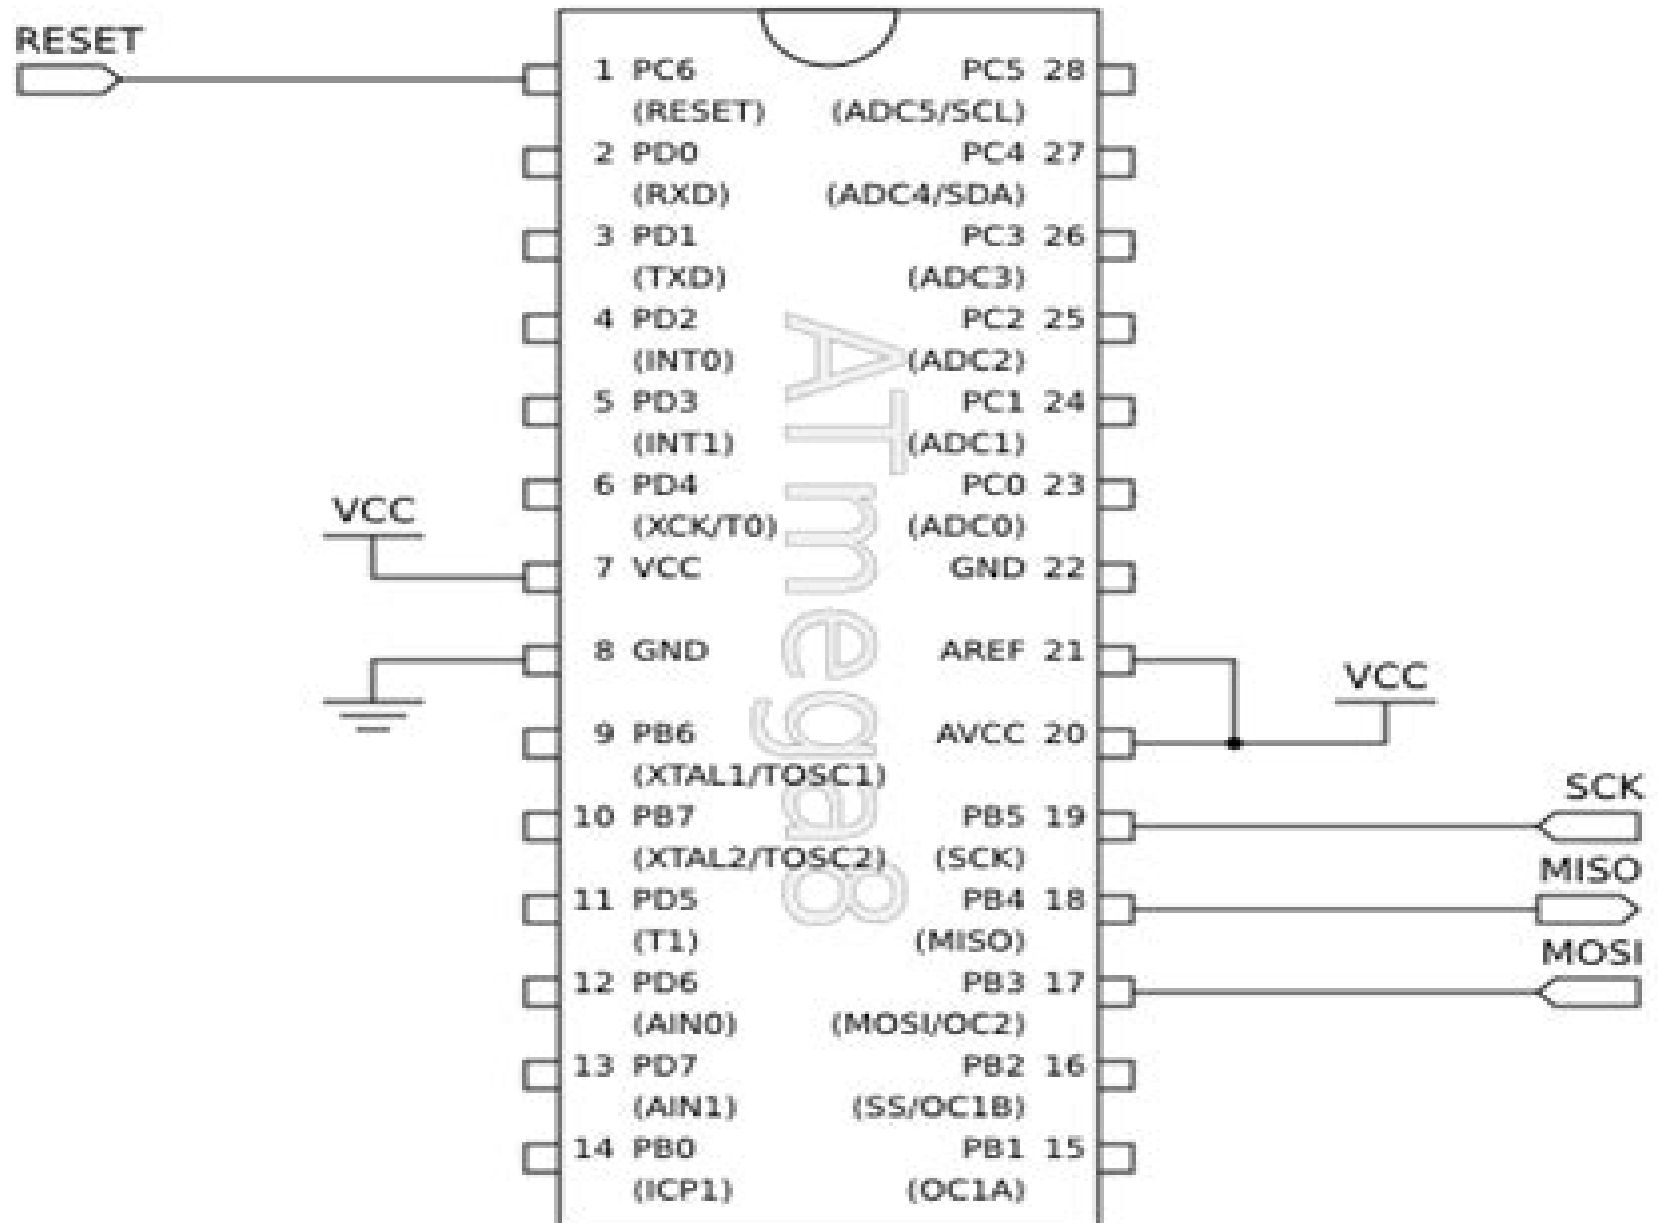 RESET
1 PC6 PC5 28
(RESET) (ADC5/SCL)
2 PD0 PC4 27
(RXD) (ADC4/SDA)
3 PD1 PC3 26
(TXD) (ADC3)
4 PD2 PC2 25
(INT0) (ADC2)
5 PD3 PC1 24
(INT1) (ADC1)
6 PD4 PC0 23
VCC
(XCK/T0) (ADC0)
7 VCC GND 22
8 GND AREF 21
VCC
9 PB6 AVCC 20
(XTAL1/TOSC1)
SCK
10 PB7 PB5 19
(XTAL2/TOSC2) (SCK)
MISO
11 PD5 PB4 18
(T1) (MISO)
MOSI
12 PD6 PB3 17
(AIN0) (MOSI/OC2)
13 PD7 PB2 16
(AIN1) (SS/OC1B)
14 PB0 PB1 15
(ICP1) (OC1A)
ATmega8